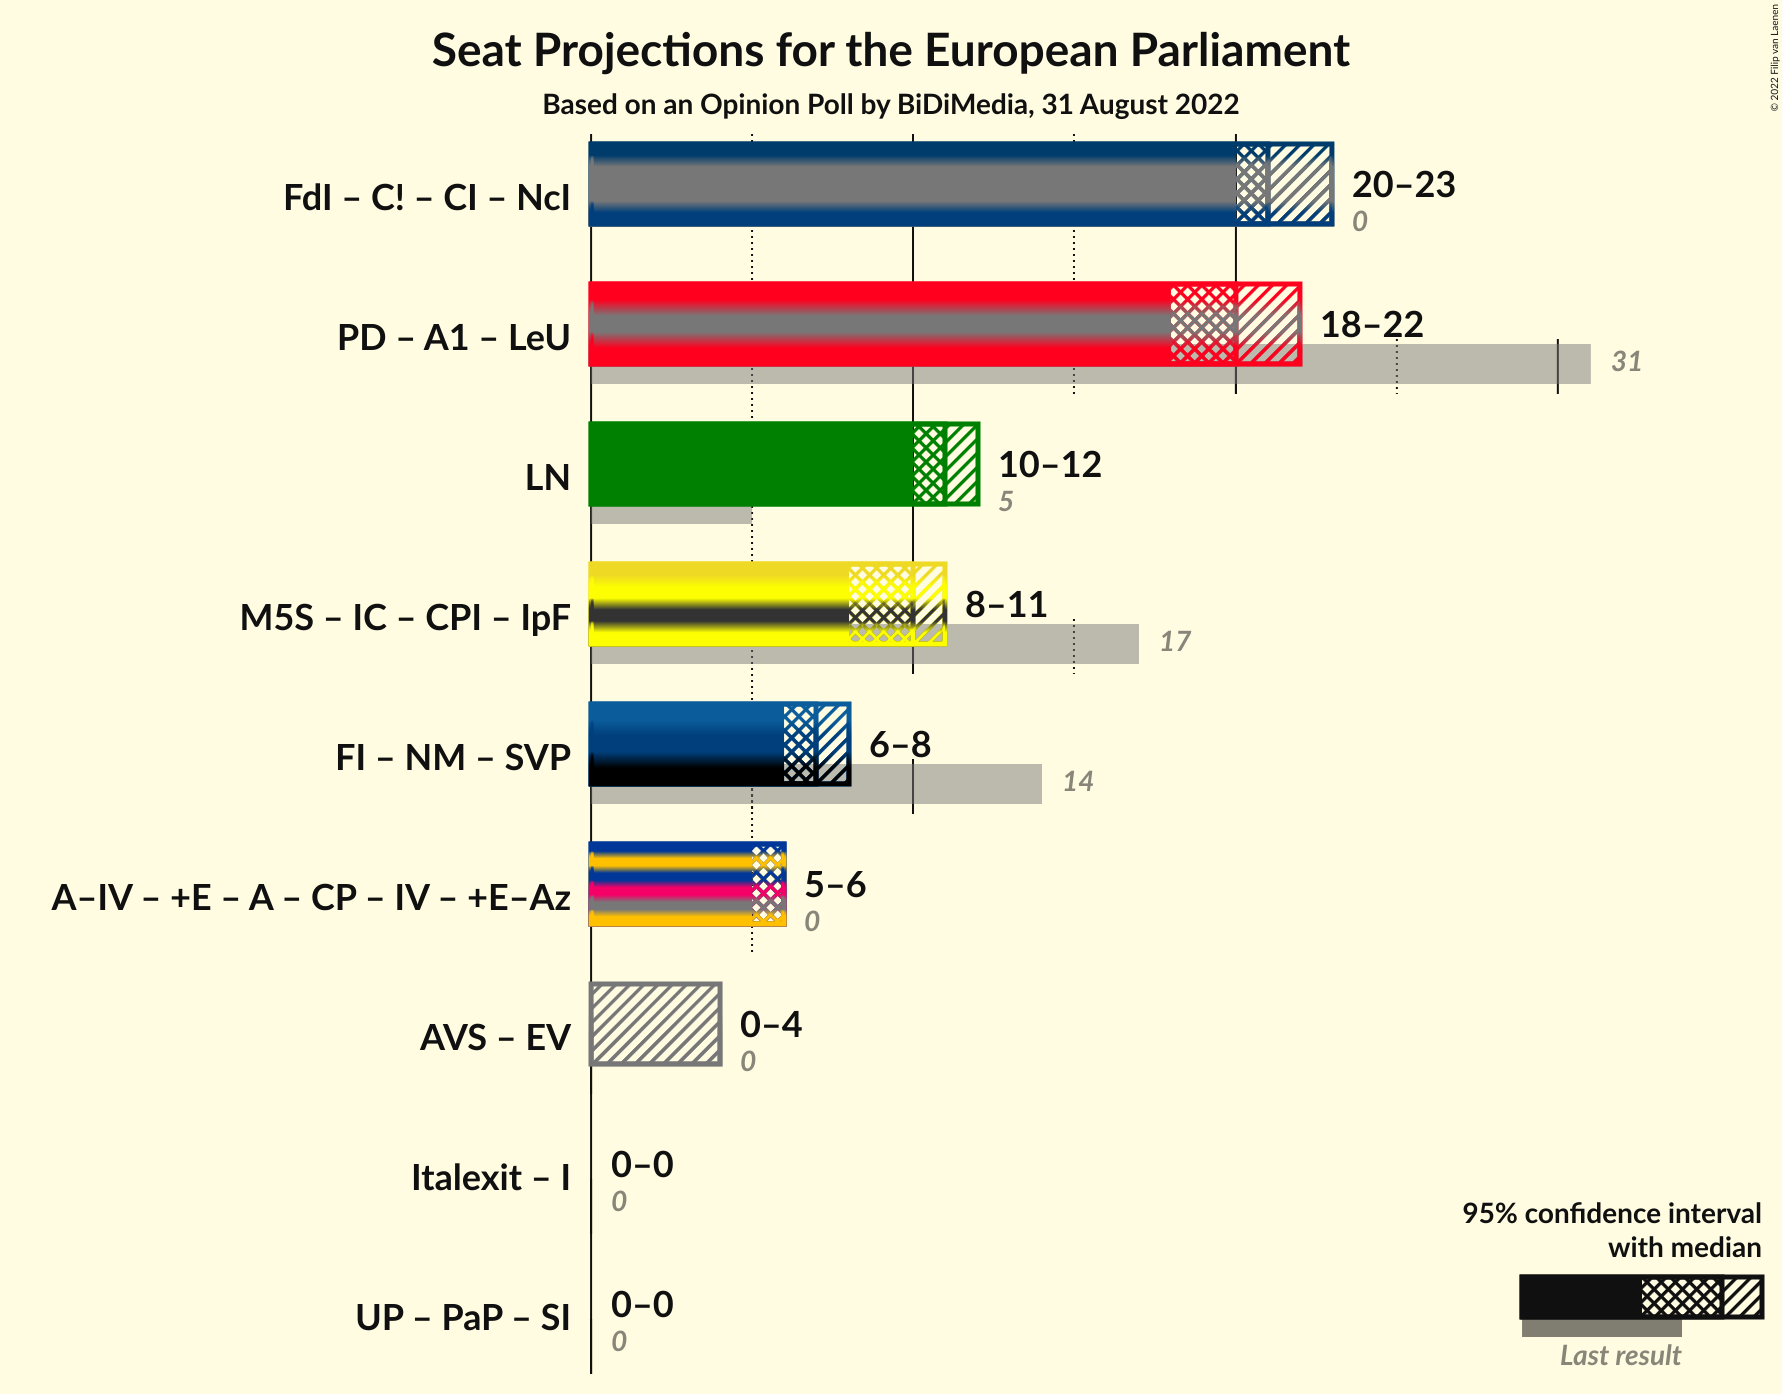 Seat Projections for the European Parliament
Based on an Opinion Poll by BiDiMedia, 31 August 2022
© 2022 Filip van Laenen
FdI – C! – CI – NcI
20–23
0
PD – A1 – LeU
18–22
31
LN
10–12
5
M5S – IC – CPI – IpF
8–11
17
FI – NM – SVP
6–8
14
A–IV – +E – A – CP – IV – +E–Az
5–6
0
AVS – EV
0–4
0
Italexit – I
0–0
0
UP – PaP – SI
0–0
0
95% confidence interval
with median
Last result